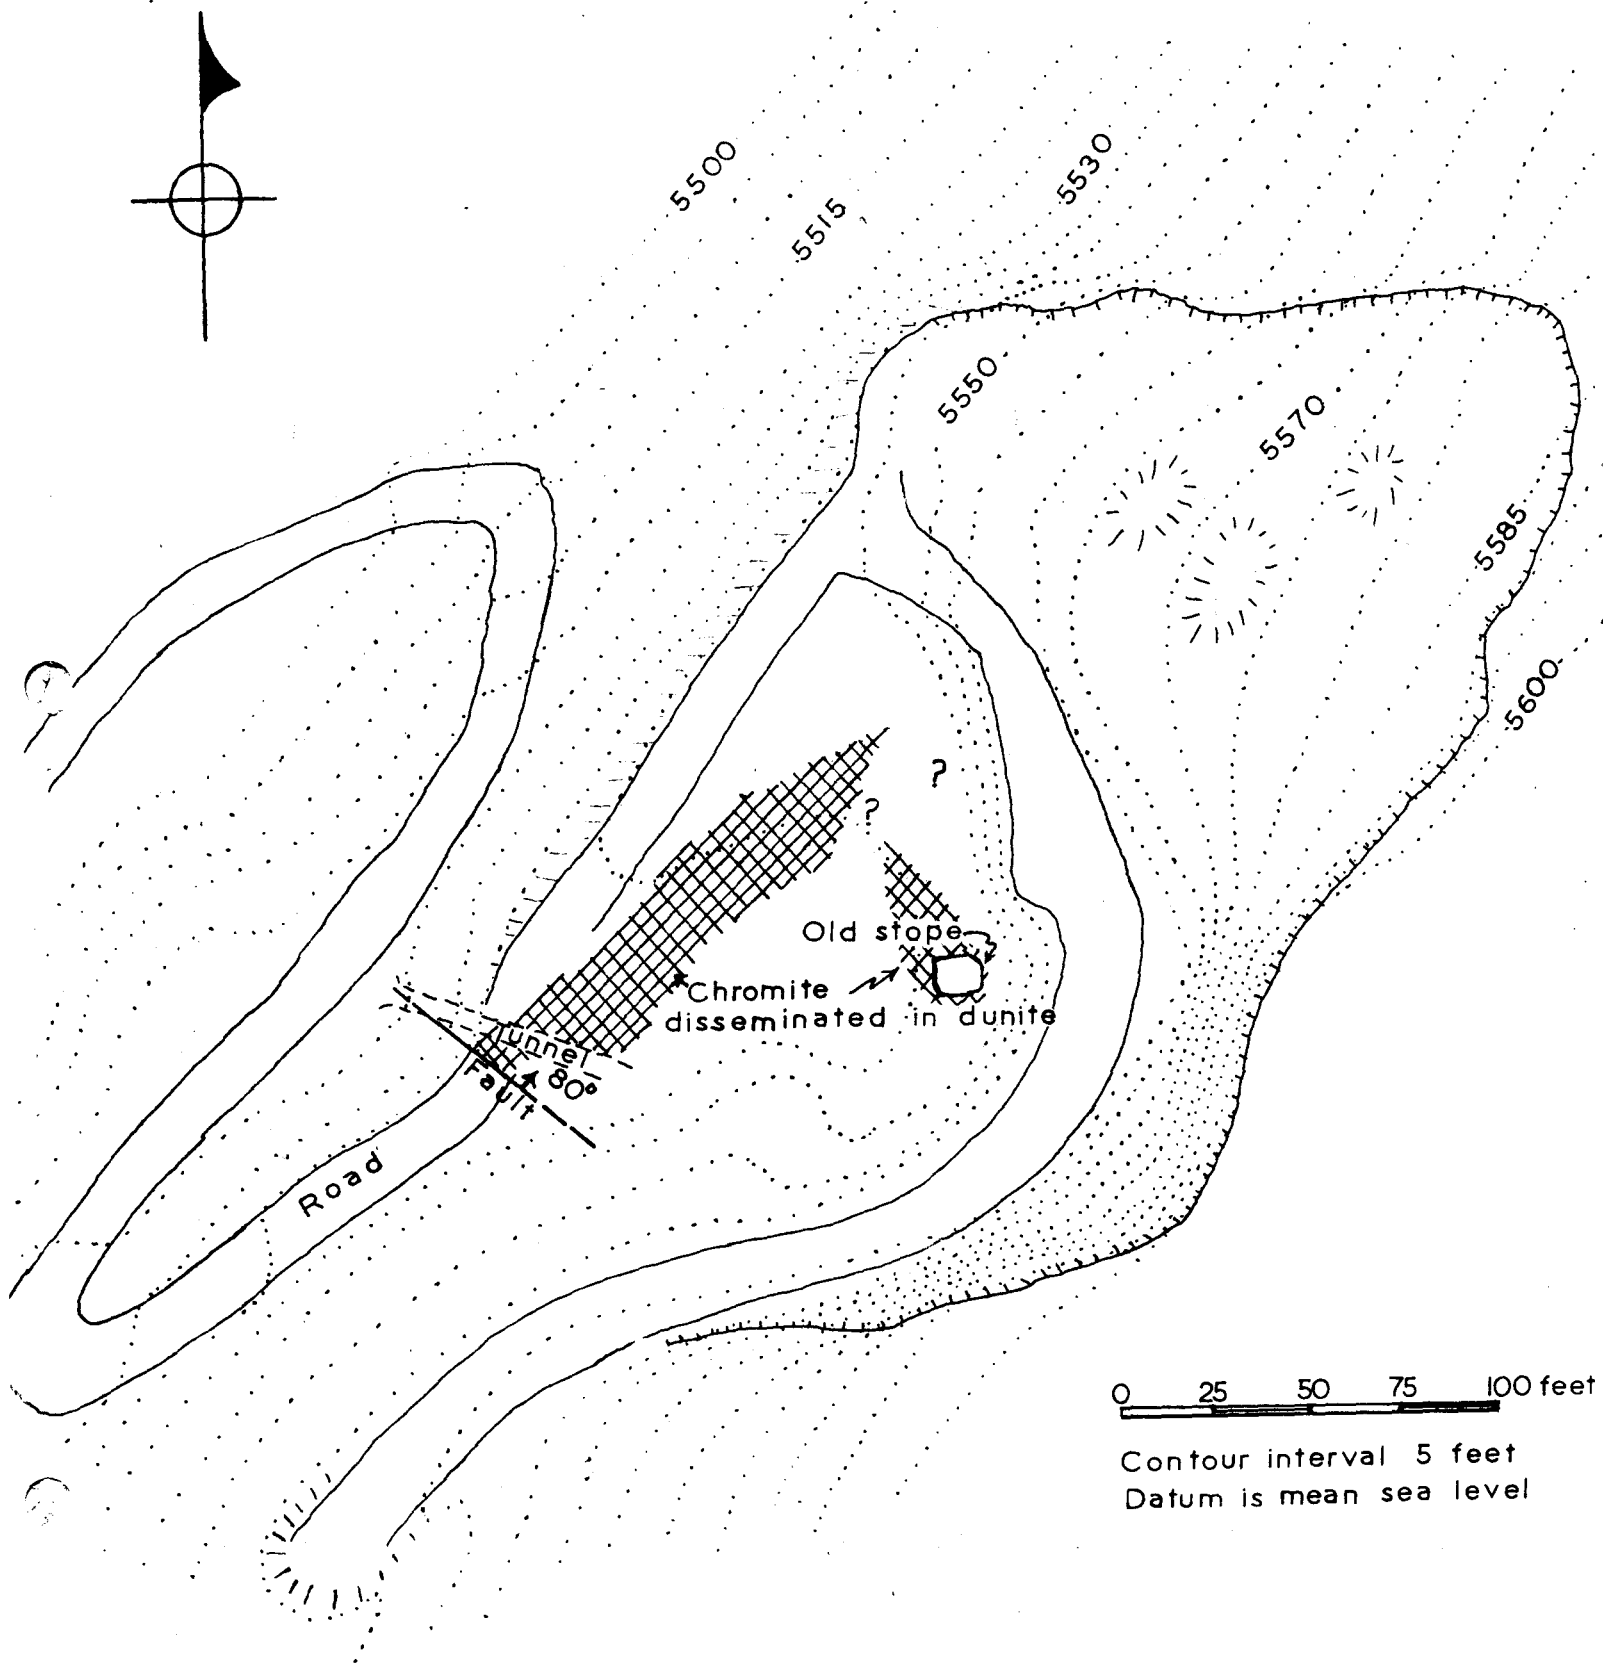 5500
5515
5530
5550
5570
5585
5600
?
?
Old stope
Chromite
disseminated in dunite
Tunnel
80°
Fault
Road
0 25 50 75 100 feet
Contour interval 5 feet
Datum is mean sea level